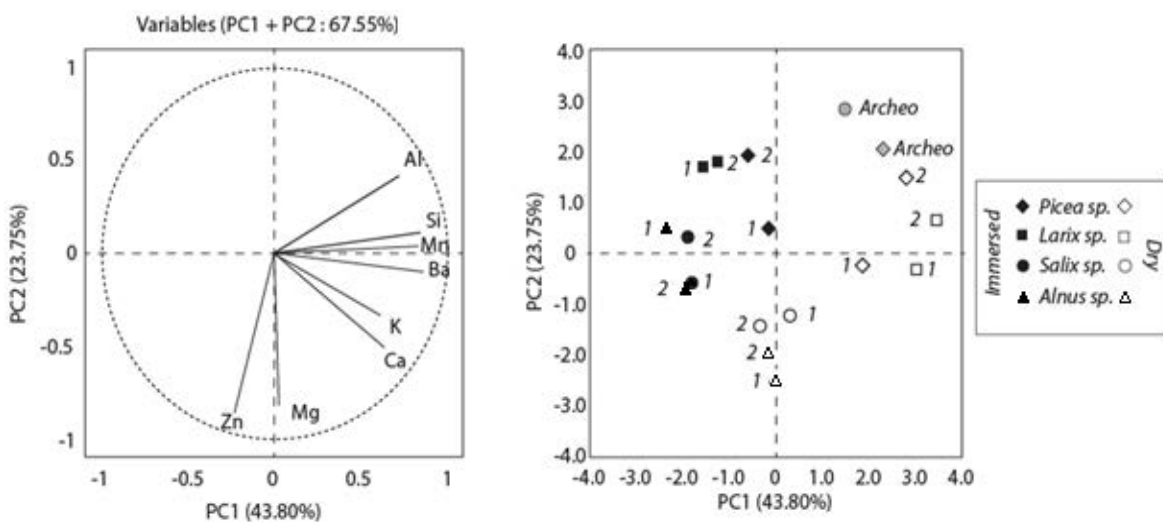 Variables (PC1 + PC2 : 67.55%)
1
0.5
0
-0.5
-1
PC2 (23.75%)
Al
Si
Mn
Ba
K
Ca
Mg
Zn
-1 -0.5 0 0.5 1
PC1 (43.80%)
4.0
3.0
2.0
1.0
0
-1.0
-2.0
-3.0
4.0
PC2 (23.75%)
Archeo
Archeo
1 2 2
2
2
1 2 1
1 1
2 1
2 1
2
1
-4.0 -3.0 -2.0 -1.0 0 1.0 2.0 3.0 4.0
PC1 (43.80%)
Immersed
Picea sp.
Larix sp.
Salix sp.
Alnus sp.
Dry